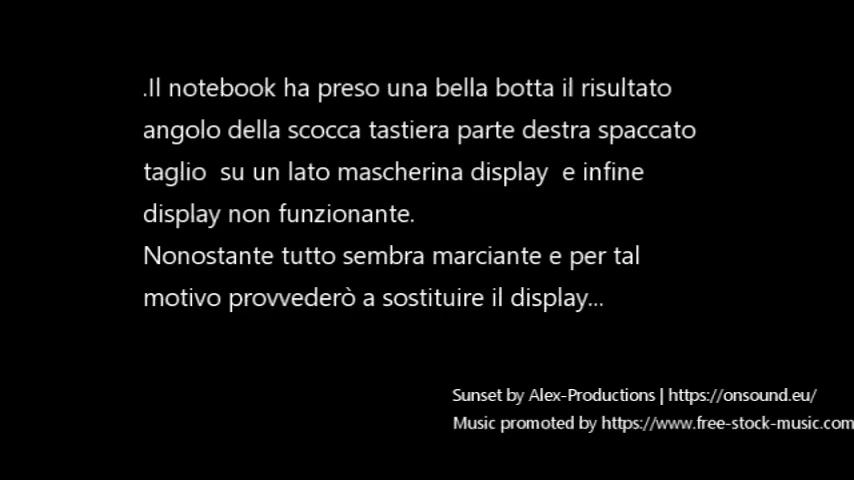 .Il notebook ha preso una bella botta il risultato
angolo della scocca tastiera parte destra spaccato
taglio  su un lato mascherina display  e infine
display non funzionante.
Nonostante tutto sembra marciante e per tal
motivo provvederò a sostituire il display...
Sunset by Alex-Productions | https://onsound.eu/
Music promoted by https://www.free-stock-music.com